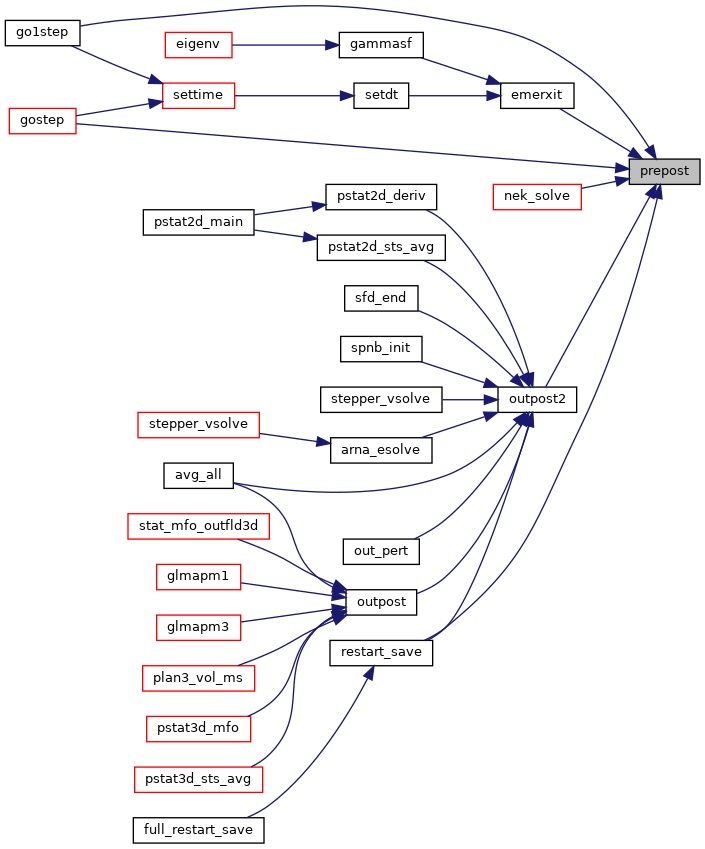 go1step
eigenv
gammasf
settime
setdt
emerxit
gostep
prepost
nek_solve
pstat2d_deriv
pstat2d_main
pstat2d_sts_avg
sfd_end
spnb_init
stepper_vsolve
outpost2
stepper_vsolve
arna_esolve
avg_all
stat_mfo_outfld3d
out_pert
glmapm1
outpost
glmapm3
restart_save
plan3_vol_ms
pstat3d_mfo
pstat3d_sts_avg
full_restart_save